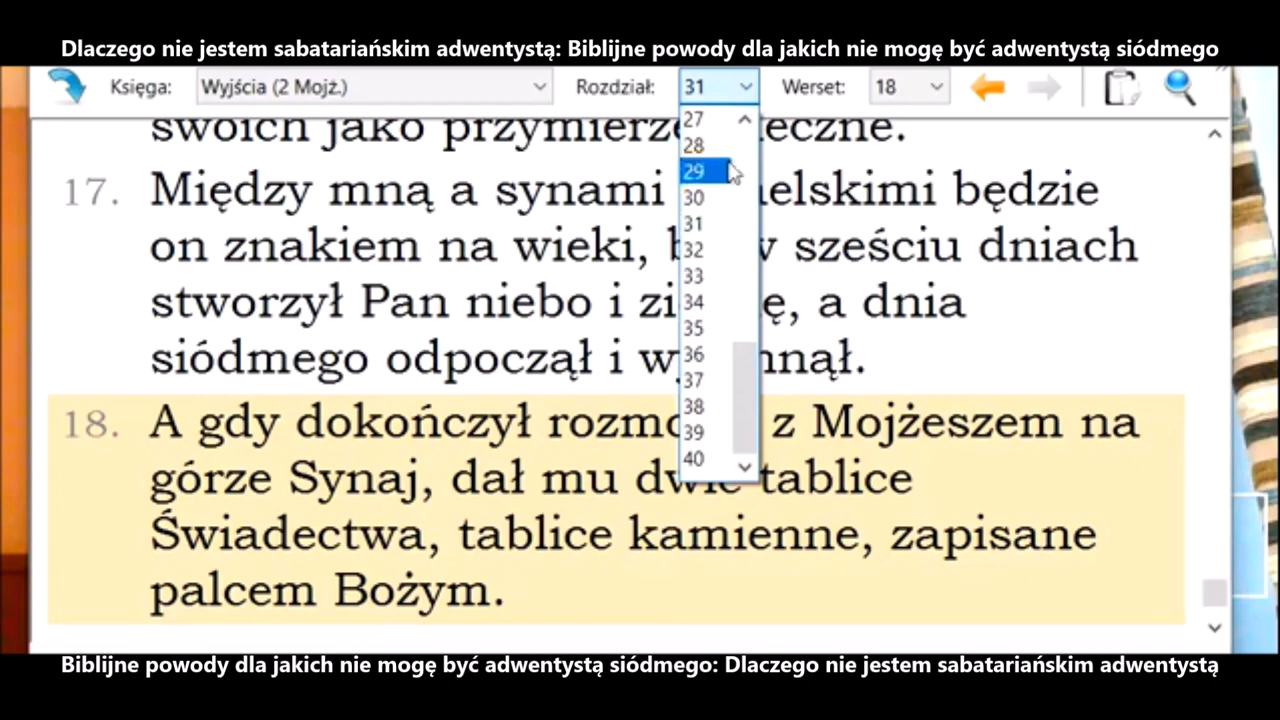 Dlaczego nie jestem sabatariańskim adwentystą: Biblijne powody dla jakich nie mogę być adwentystą siódmego
Księga: Wyjścia (2 Mojż.) Rozdział: 31 Werset: 18
swoich jako
17. Między mną a synami będzie
on znakiem na wieki, sześciu dniach
stworzył Pan niebo i a dnia
siódmego odpoczął i
18. A gdy dokończył z Mojżeszem na
górze Synaj, dał mu dwie tablice
Świadectwa, tablice kamienne, zapisane
palcem Bożym.
27
28
29
30
31
32
33
34
35
36
37
38
39
40
Biblijne powody dla jakich nie mogę być adwentystą siódmego: Dlaczego nie jestem sabatariańskim adwentystą